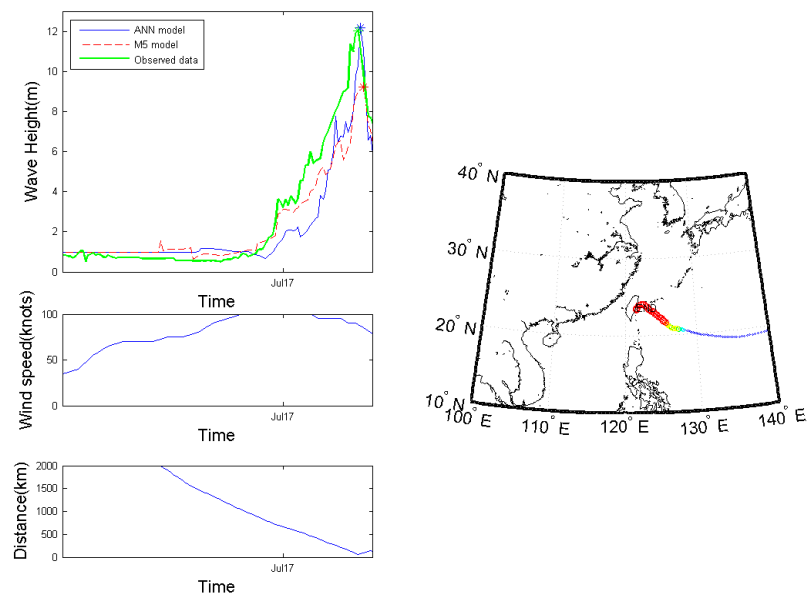 12
10
8
6
4
2
0
Wave Height(m)
ANN model
M5 model
Observed data
Jul17
Time
100
50
0
Wind speed(knots)
Jul17
Time
2000
1500
1000
500
0
Distance(km)
Jul17
Time
40° N
30° N
20° N
10° N
100° E
110° E
120° E
130° E
140° E